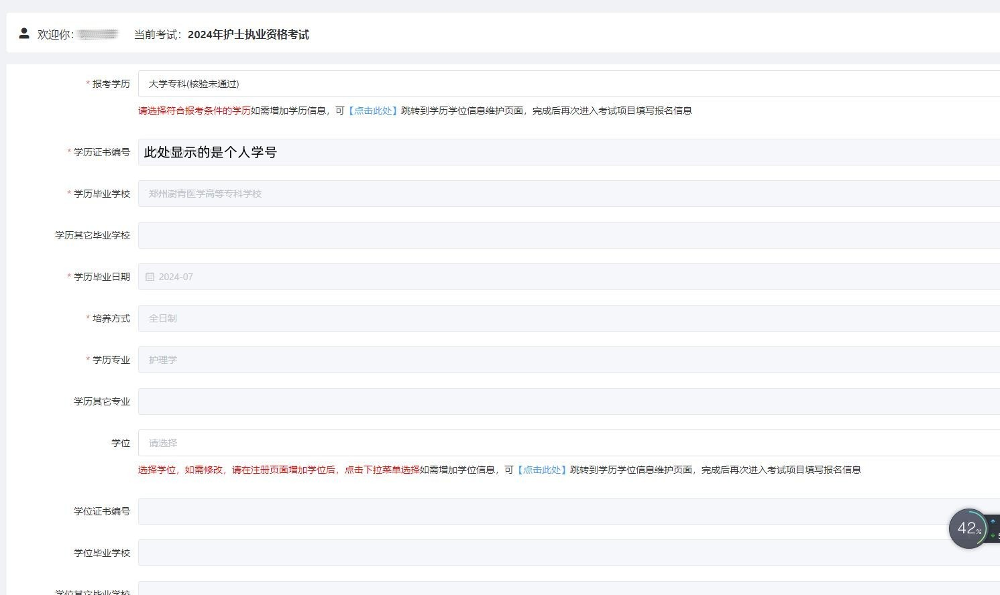 欢迎你： 当前考试：2024年护士执业资格考试
* 报考学历 大学专科(核验未通过)
请选择符合报考条件的学历如需增加学历信息，可【点击此处】跳转到学历学位信息维护页面，完成后再次进入考试项目填写报名信息
* 学历证书编号 此处显示的是个人学号
* 学历毕业学校 郑州澍青医学高等专科学校
学历其它毕业学校
* 学历毕业日期 2024-07
* 培养方式 全日制
* 学历专业 护理学
学历其它专业
学位 请选择
选择学位，如需修改，请在注册页面增加学位后，点击下拉菜单选择如需增加学位信息，可【点击此处】跳转到学历学位信息维护页面，完成后再次进入考试项目填写报名信息
学位证书编号
42%
学位毕业学校
学位其它毕业学校